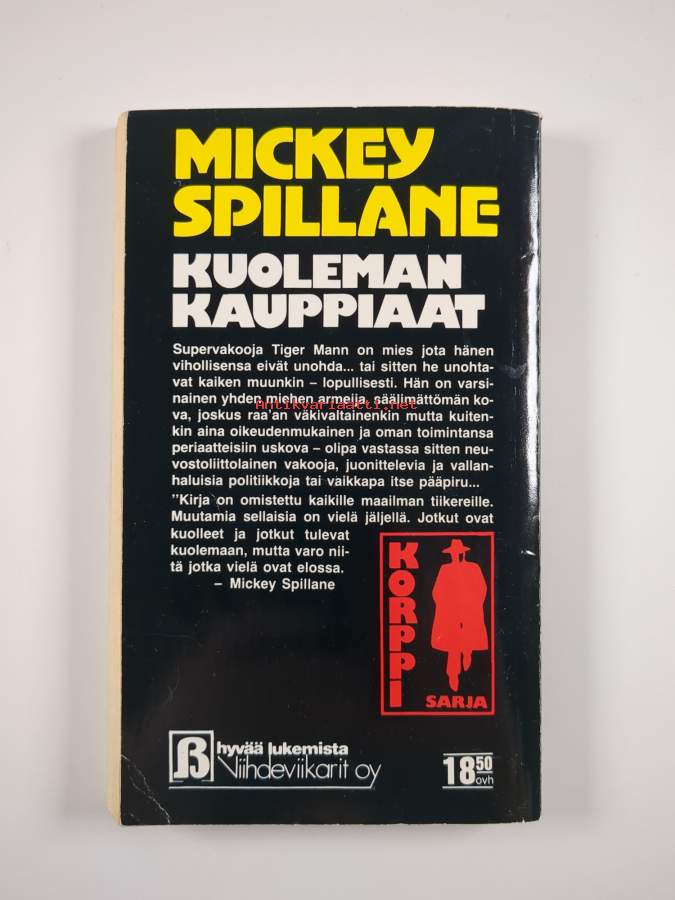 MICKEY
SPILLANE
KUOLEMAN
KAUPPIAAT
Supervakooja Tiger Mann on mies jota hänen
vihollisensa eivät unohda... tai sitten he unohta-
vat kaiken muunkin – lopullisesti. Hän on varsi-
nainen yhden miehen armeija, säälimättömän ko-
va, joskus raa'an väkivaltainenkin mutta kuiten-
kin aina oikeudenmukainen ja oman toimintansa
periaatteisiin uskova – olipa vastassa sitten neu-
vostoliittolainen vakooja, juonittelevia ja vallan-
haluisia politiikkoja tai vaikkapa itse pääpiru...
"Kirja on omistettu kaikille maailman tiikereille.
Muutamia sellaisia on vielä jäljellä. Jotkut ovat
kuolleet ja jotkut tulevat
kuolemaan, mutta varo nii-
tä jotka vielä ovat elossa.
– Mickey Spillane
KORPPI
SARJA
hyvää lukemista
Viihdeviikarit oy
18 50
ovh
Antikvariaatti.net